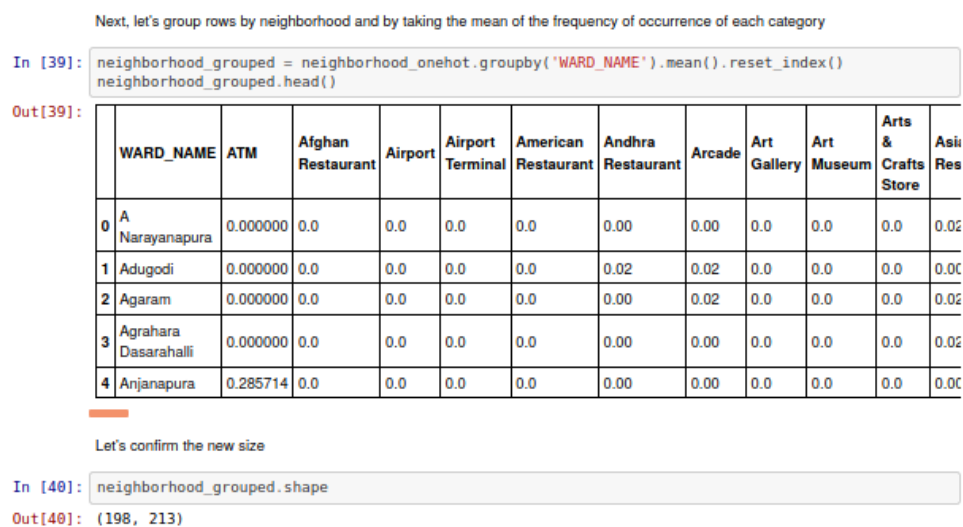 Next, let's group rows by neighborhood and by taking the mean of the frequency of occurrence of each category
In [39]: neighborhood_grouped = neighborhood_onehot.groupby('WARD_NAME').mean().reset_index()
neighborhood_grouped.head()
Out[39]:
WARD_NAME ATM Afghan Restaurant Airport Airport Terminal American Restaurant Andhra Restaurant Arcade Art Gallery Art Museum Arts & Crafts Store
0 A Narayanapura 0.000000 0.0 0.0 0.0 0.0 0.00 0.00 0.0 0.0 0.0 0.02
1 Adugodi 0.000000 0.0 0.0 0.0 0.0 0.02 0.02 0.0 0.0 0.0 0.00
2 Agaram 0.000000 0.0 0.0 0.0 0.0 0.00 0.02 0.0 0.0 0.0 0.02
3 Agrahara Dasarahalli 0.000000 0.0 0.0 0.0 0.0 0.00 0.00 0.0 0.0 0.0 0.02
4 Anjanapura 0.285714 0.0 0.0 0.0 0.0 0.00 0.00 0.0 0.0 0.0 0.00
Let's confirm the new size
In [40]: neighborhood_grouped.shape
Out[40]: (198, 213)